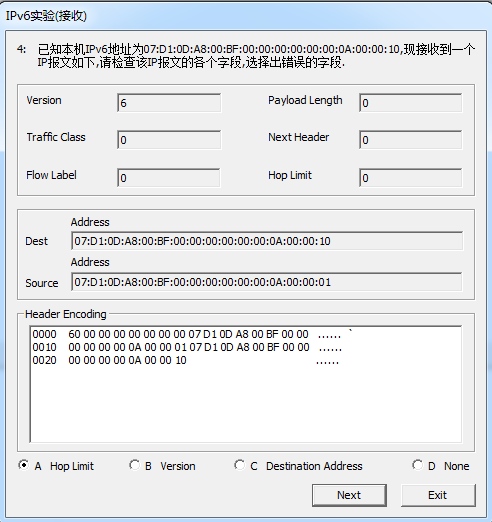 IPv6实验(接收)
4: 已知本机IPv6地址为07:D1:0D:A8:00:BF:00:00:00:00:00:00:0A:00:00:10,现接收到一个
IP报文如下,请检查该IP报文的各个字段,选择出错误的字段.
Version 6 Payload Length 0
Traffic Class 0 Next Header 0
Flow Label 0 Hop Limit 0
Address
Dest 07:D1:0D:A8:00:BF:00:00:00:00:00:00:0A:00:00:10
Address
Source 07:D1:0D:A8:00:BF:00:00:00:00:00:00:0A:00:00:01
Header Encoding
0000 60 00 00 00 00 00 00 00 07 D1 0D A8 00 BF 00 00 ...... `
0010 00 00 00 00 0A 00 00 01 07 D1 0D A8 00 BF 00 00 ......
0020 00 00 00 00 0A 00 00 10 ......
A Hop Limit B Version C Destination Address D None
Next Exit